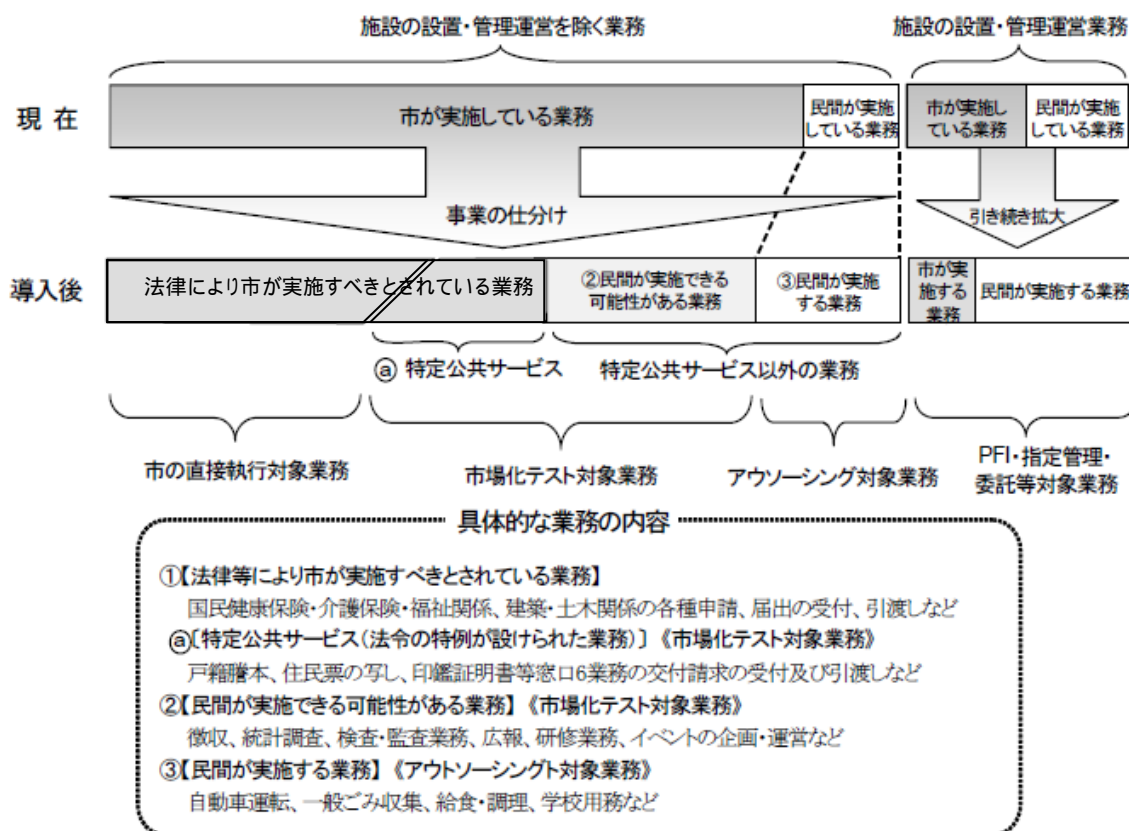 施設の設置・管理運営を除く業務
施設の設置・管理運営業務
現 在
市が実施している業務
民間が実施
している業務
市が実施し
ている業務
民間が実施
している業務
事業の仕分け
引き続き拡大
導入後
法律により市が実施すべきとされている業務
②民間が実施できる
可能性がある業務
③民間が実施
する業務
市が実
施する
業務
民間が実施する業務
ⓐ 特定公共サービス
特定公共サービス以外の業務
市の直接執行対象業務
市場化テスト対象業務
アウソーシング対象業務
PFI・指定管理・
委託等対象業務
具体的な業務の内容
①【法律等により市が実施すべきとされている業務】
国民健康保険・介護保険・福祉関係、建築・土木関係の各種申請、届出の受付、引渡しなど
ⓐ〔特定公共サービス(法令の特例が設けられた業務)〕《市場化テスト対象業務》
戸籍謄本、住民票の写し、印鑑証明書等窓口6業務の交付請求の受付及び引渡しなど
②【民間が実施できる可能性がある業務】《市場化テスト対象業務》
徴収、統計調査、検査・監査業務、広報、研修業務、イベントの企画・運営など
③【民間が実施する業務】《アウトソーシングト対象業務》
自動車運転、一般ごみ収集、給食・調理、学校用務など